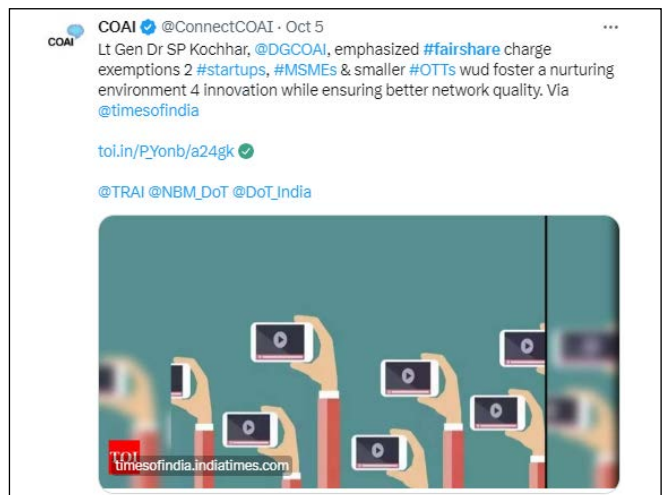 COAI @ConnectCOAI · Oct 5
COAI
Lt Gen Dr SP Kochhar, @DGCOAI, emphasized #fairshare charge
exemptions 2 #startups, #MSMEs & smaller #OTTs wud foster a nurturing
environment 4 innovation while ensuring better network quality. Via
@timesofindia
toi.in/P_Yonb/a24gk
@TRAI @NBM_DoT @DoT_India
TOI
timesofindia.indiatimes.com